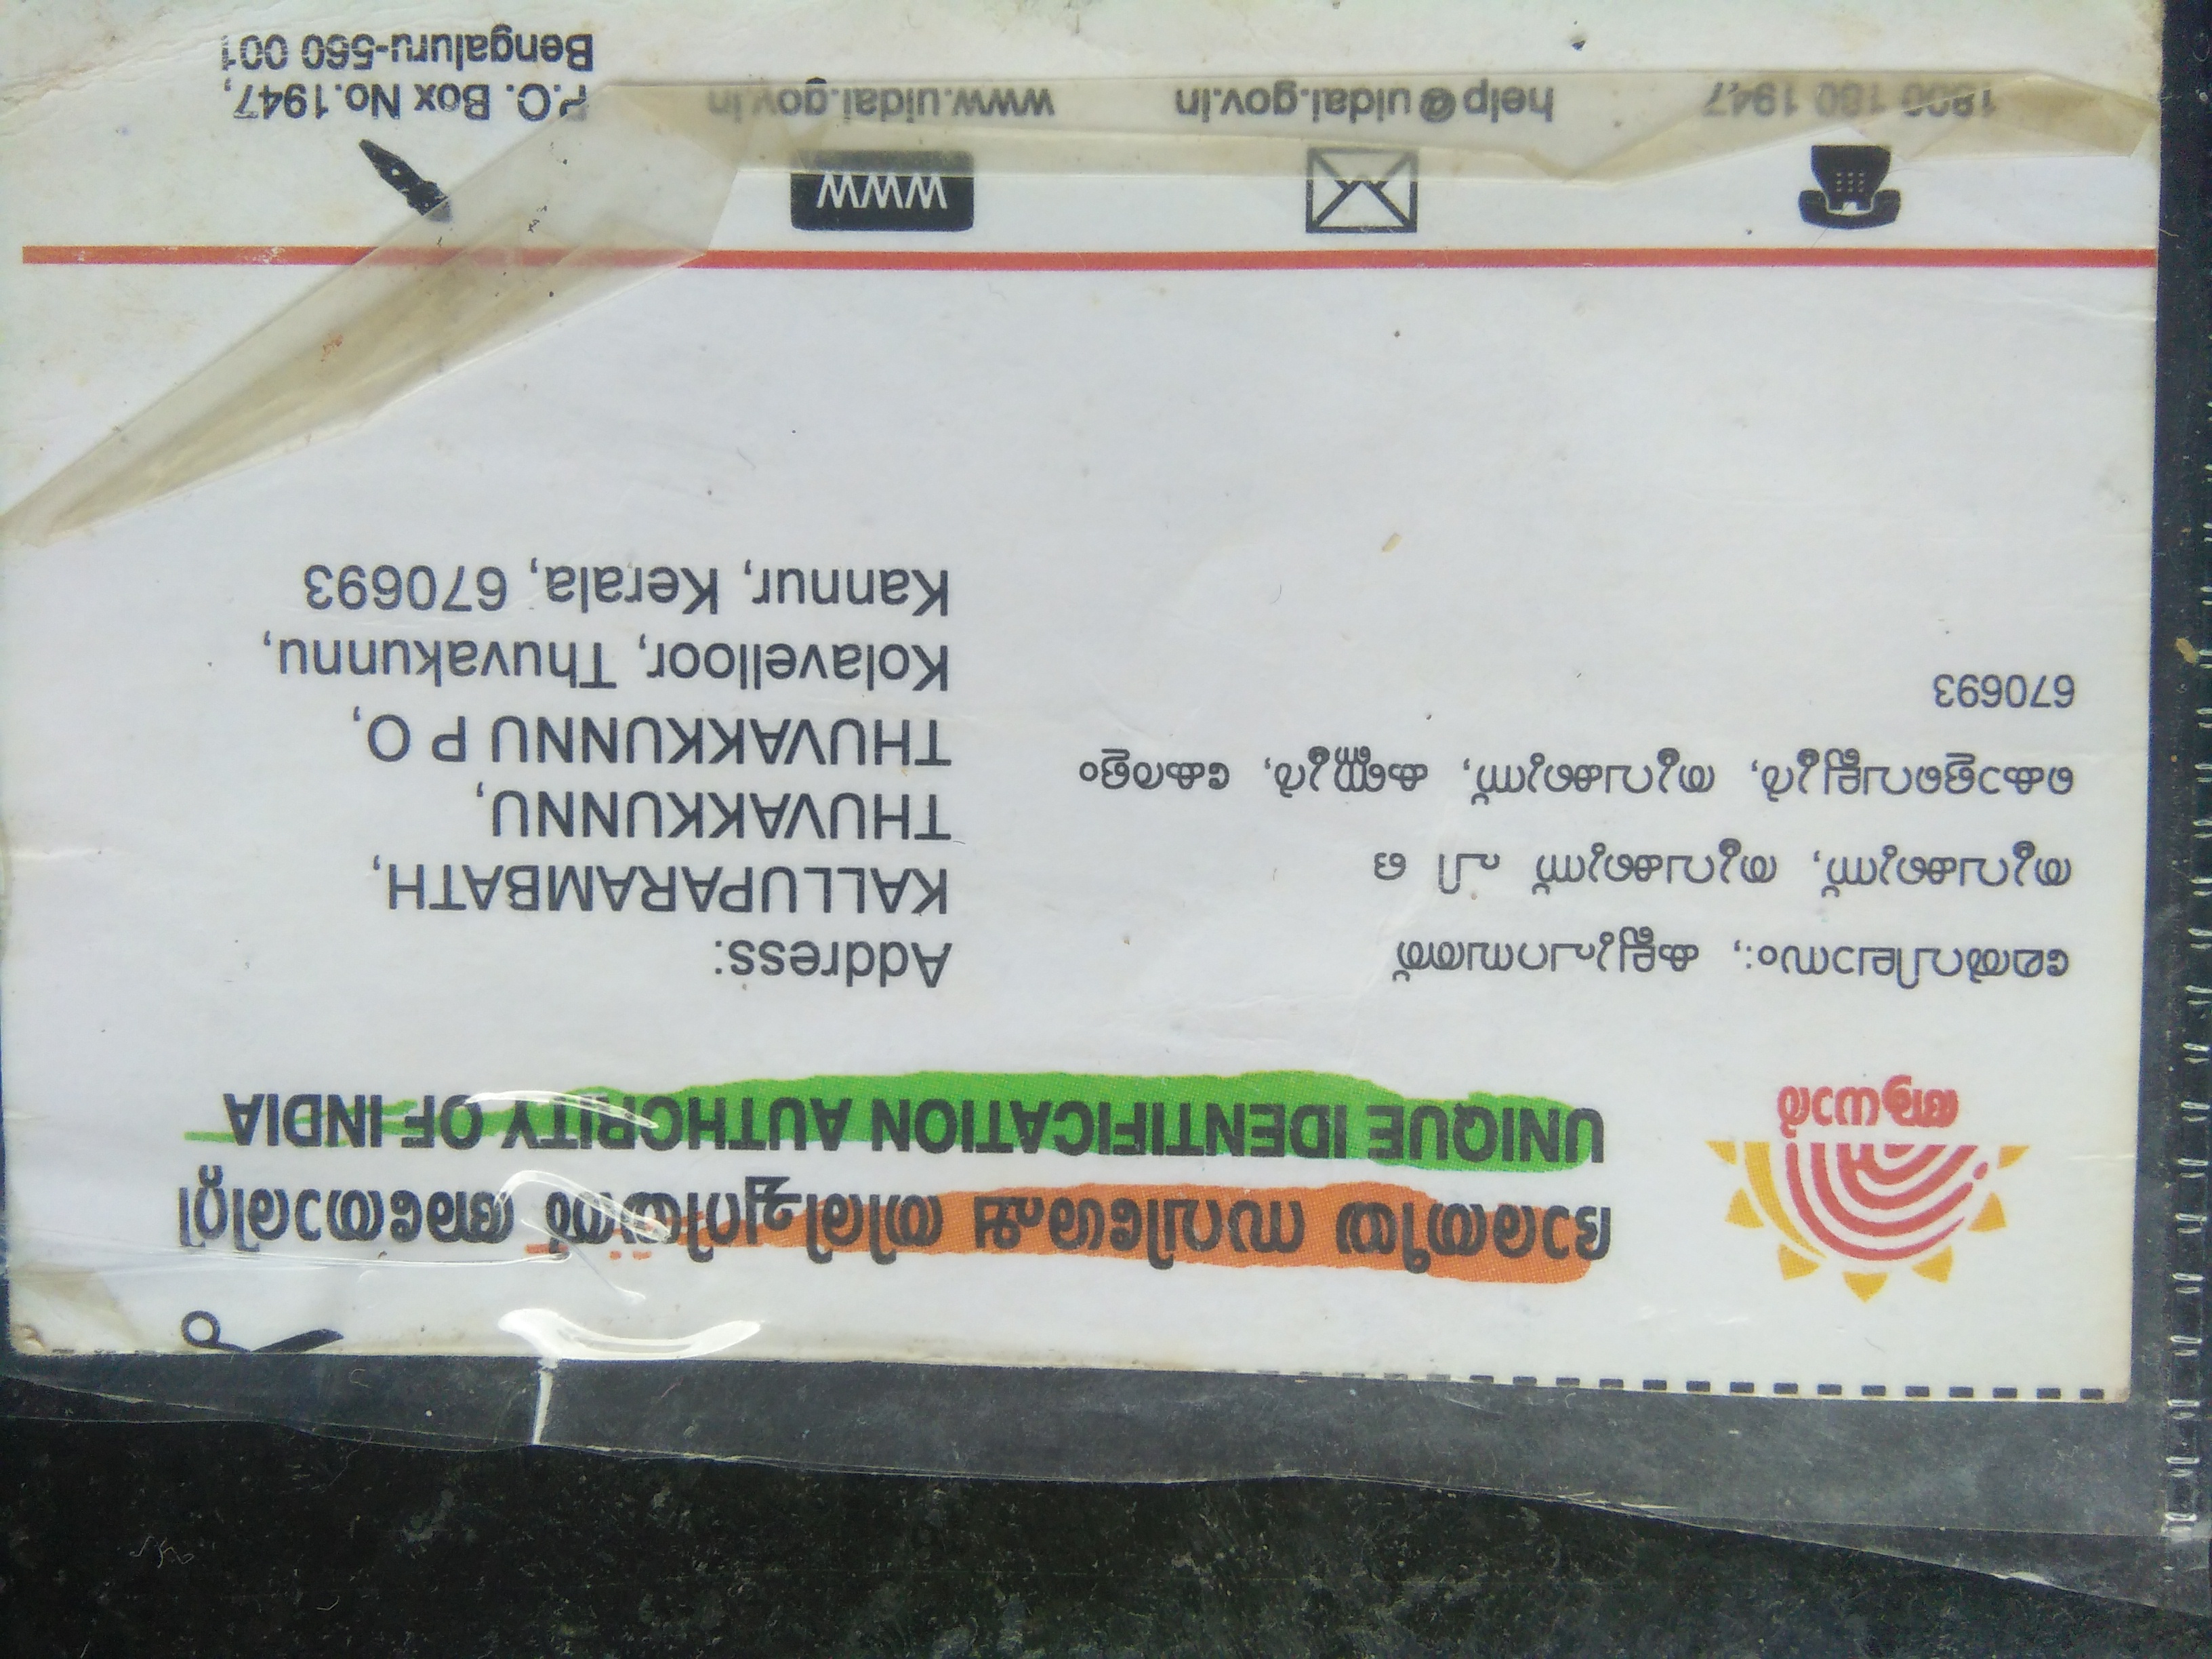 ഭാരതീയ സവിശേഷ തിരിച്ചറിയൽ അതോരിറ്റി
UNIQUE IDENTIFICATION AUTHORITY OF INDIA
ആധാർ
മേൽവിലാസം:, കല്ലുപറമ്പത്ത്
തൂവക്കുന്ന്, തൂവക്കുന്ന് പി ഒ
കൊളവെല്ലൂർ, തൂവക്കുന്ന്, കണ്ണൂർ, കേരളം
670693
Address:
KALLUPARAMBATH,
THUVAKKUNNU,
THUVAKKUNNU P O,
Kolavelloor, Thuvakunnu,
Kannur, Kerala, 670693
1800 180 1947
help@uidai.gov.in
WWW
www.uidai.gov.in
P.O. Box No.1947,
Bengaluru-560 001